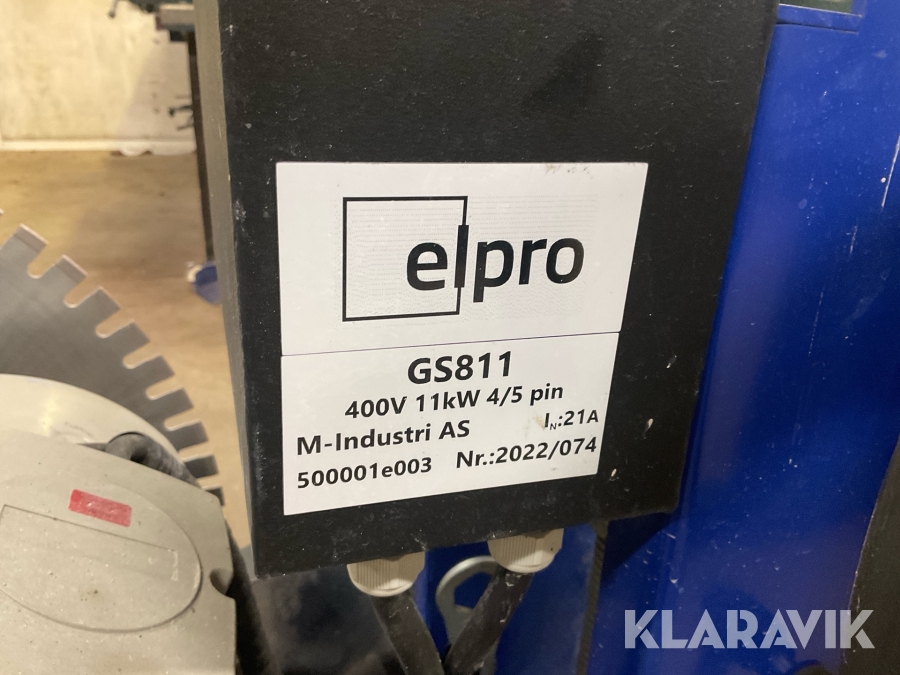 elpro
GS811
400V 11kW 4/5 pin
M-Industri AS IN:21A
500001e003 Nr.:2022/074
KLARAVIK